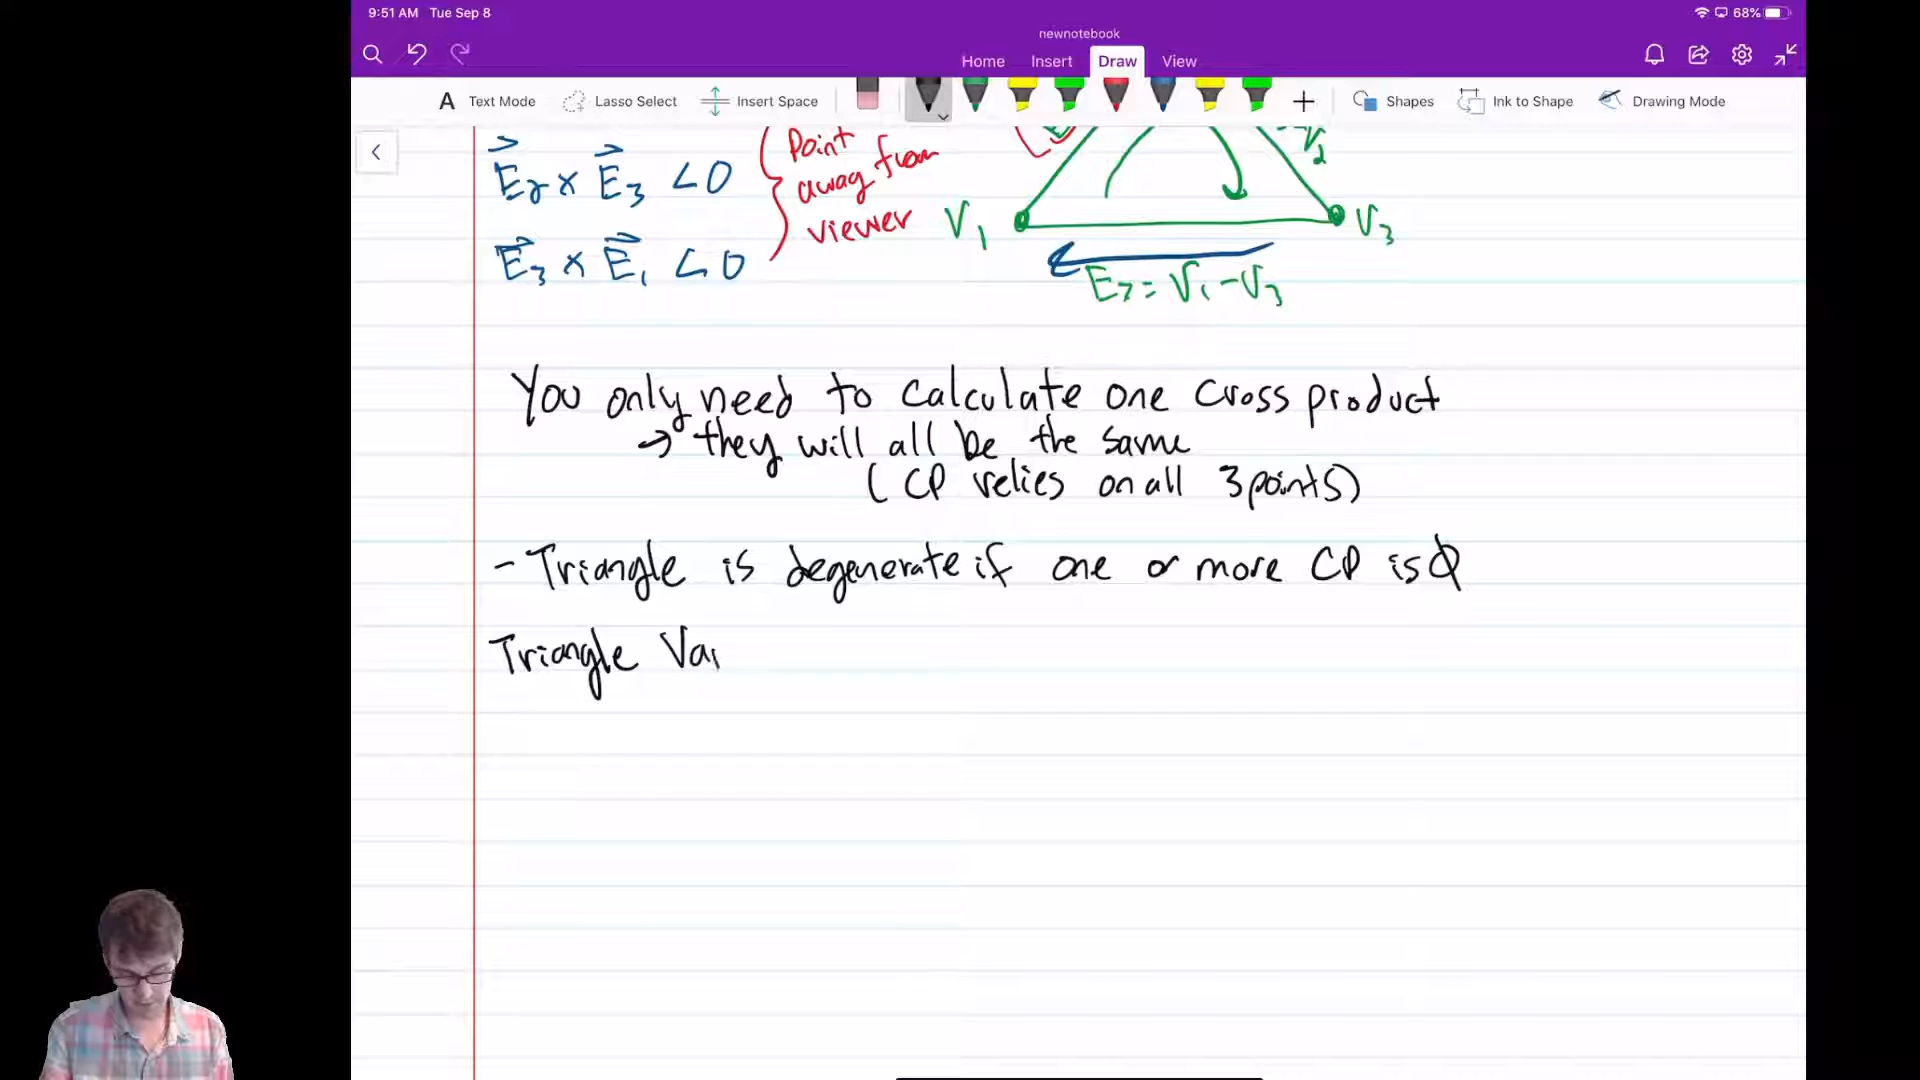 9:51 AM Tue Sep 8
68%
newnotebook
Home Insert Draw View
A Text Mode Lasso Select Insert Space Shapes Ink to Shape Drawing Mode
E2 x E3 <0
Point
away from
viewer
V2
V1
V3
E3 x E1 <0
E3 = V1 - V3
You only need to calculate one cross product
→ they will all be the same
(CP relies on all 3 points)
- Triangle is degenerate if one or more CP is Ø
Triangle Var